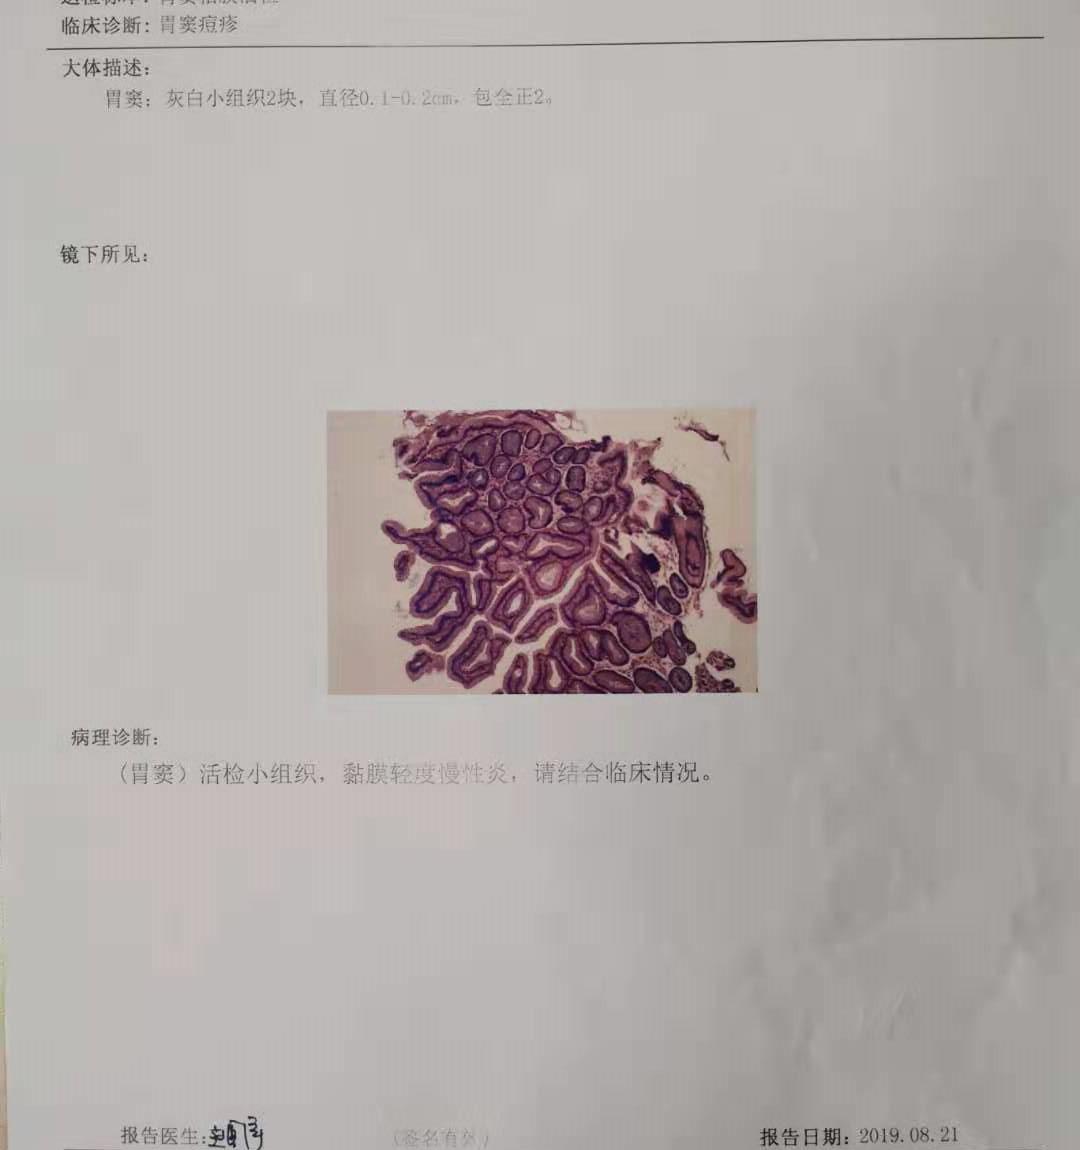 临床诊断：胃窦痘疹
大体描述：
胃窦：灰白小组织2块，直径0.1-0.2cm，包全正2。
镜下所见：
病理诊断：
（胃窦）活检小组织，黏膜轻度慢性炎，请结合临床情况。
报告医生：
（签名有效）
报告日期：2019.08.21